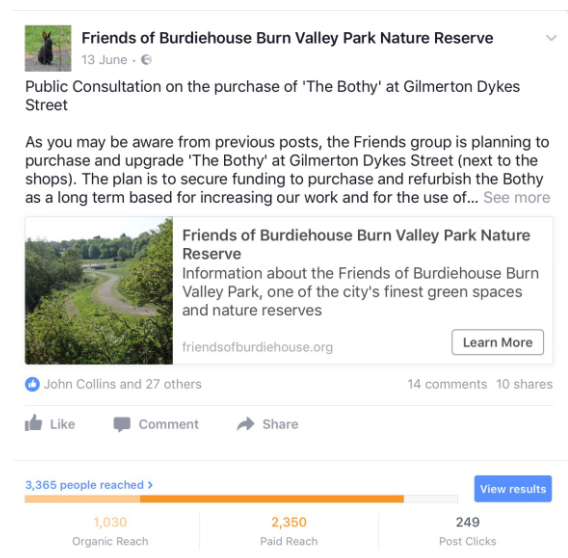 Friends of Burdiehouse Burn Valley Park Nature Reserve
13 June ·
Public Consultation on the purchase of 'The Bothy' at Gilmerton Dykes
Street
As you may be aware from previous posts, the Friends group is planning to
purchase and upgrade 'The Bothy' at Gilmerton Dykes Street (next to the
shops). The plan is to secure funding to purchase and refurbish the Bothy
as a long term based for increasing our work and for the use of... See more
Friends of Burdiehouse Burn Valley Park Nature
Reserve
Information about the Friends of Burdiehouse Burn
Valley Park, one of the city's finest green spaces
and nature reserves
friendsofburdiehouse.org
Learn More
John Collins and 27 others
14 comments 10 shares
Like Comment Share
3,365 people reached >
View results
1,030 2,350 249
Organic Reach Paid Reach Post Clicks